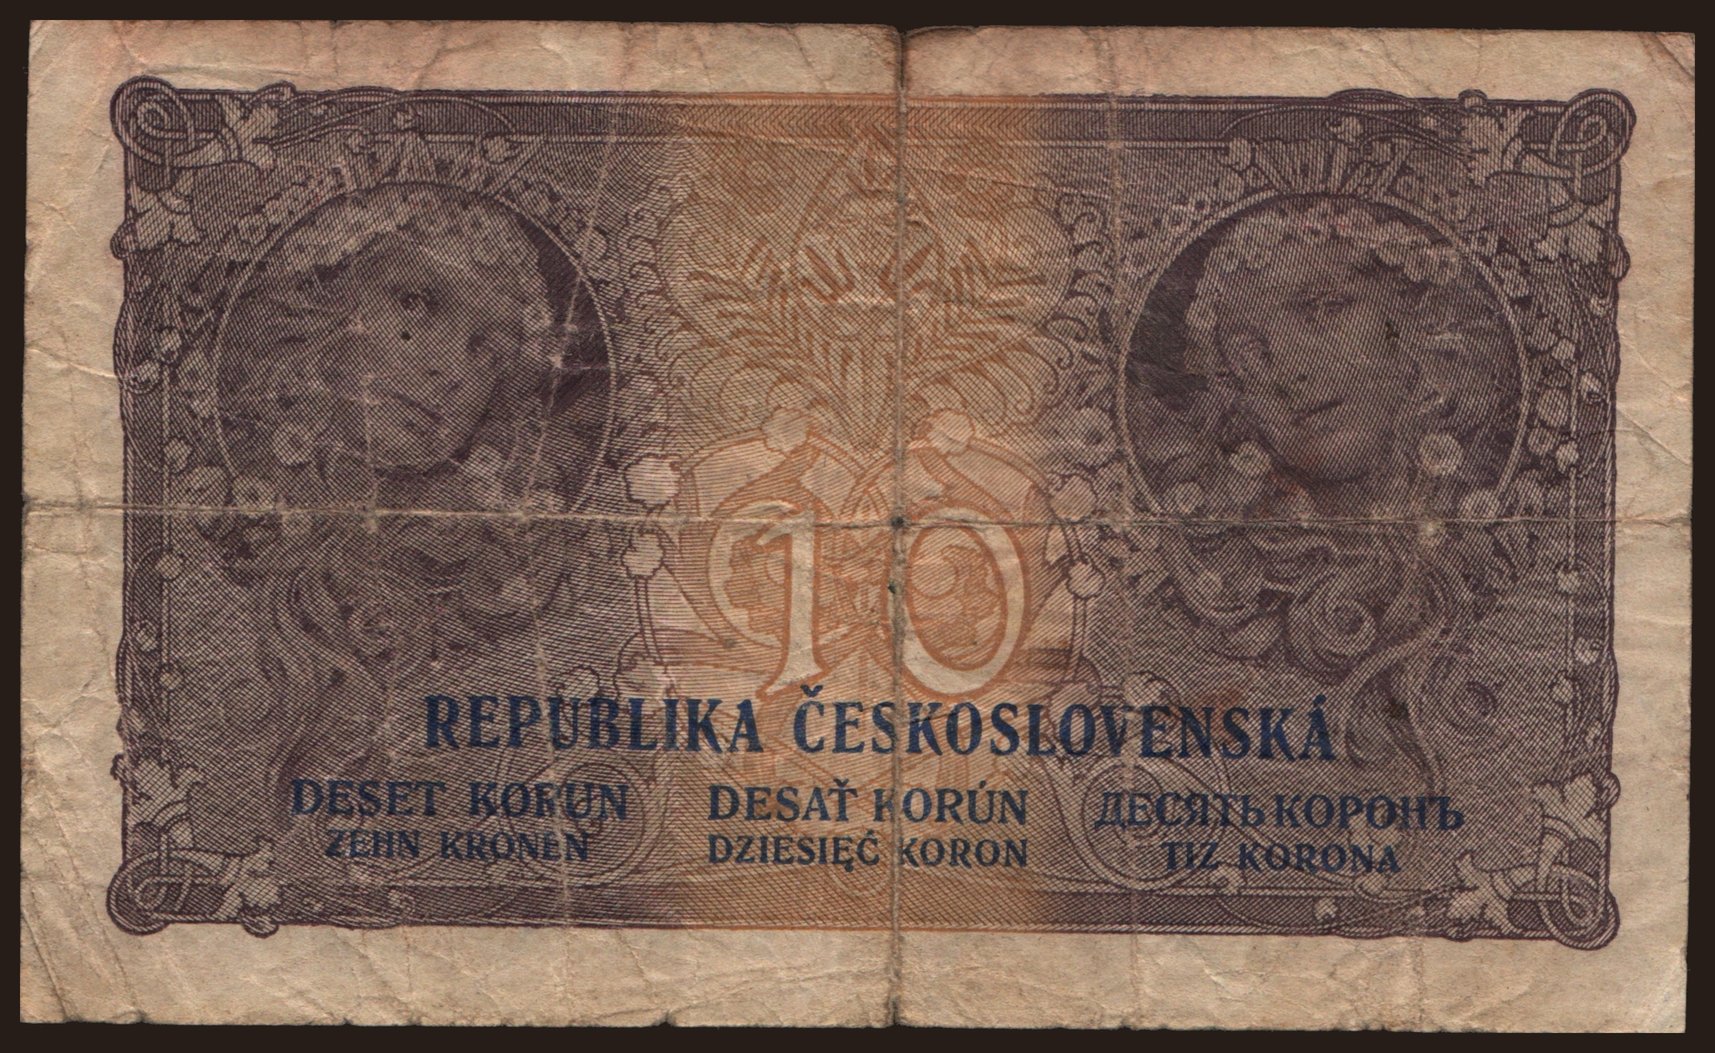 10
REPUBLIKA ČESKOSLOVENSKÁ
DESET KORUN DESAŤ KORÚN ДЕСЯТЬ КОРОНЪ
ZEHN KRONEN DZIESIĘĆ KORON TIZ KORONA